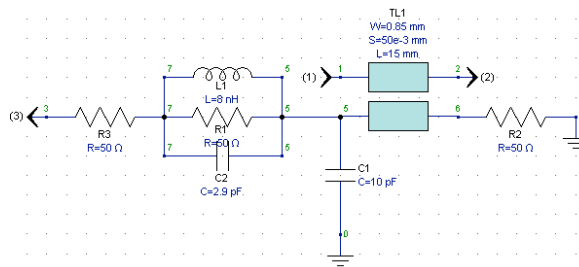 TL1
W=0.85 mm
S=50e-3 mm
L=15 mm
7
5
(1)
1
2
(2)
L1
L=8 nH
(3)
3
7
5
5
6
R3
R=50 Ω
R1
R=50 Ω
R2
R=50 Ω
7
5
C2
C=2.9 pF
C1
C=10 pF
0